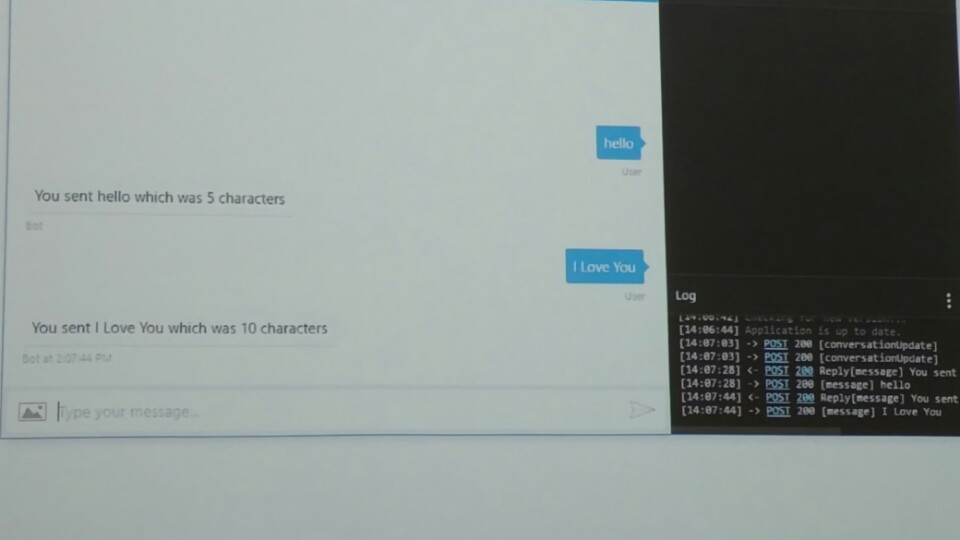 hello
User
You sent hello which was 5 characters
Bot
I Love You
User
You sent I Love You which was 10 characters
Bot at 2:07:44 PM
Type your message...
Log
[14:06:42] Checking for new version...
[14:06:44] Application is up to date.
[14:07:03] -> POST 200 [conversationUpdate]
[14:07:03] -> POST 200 [conversationUpdate]
[14:07:28] <- POST 200 Reply[message] You sent
[14:07:28] -> POST 200 [message] hello
[14:07:44] <- POST 200 Reply[message] You sent
[14:07:44] -> POST 200 [message] I Love You